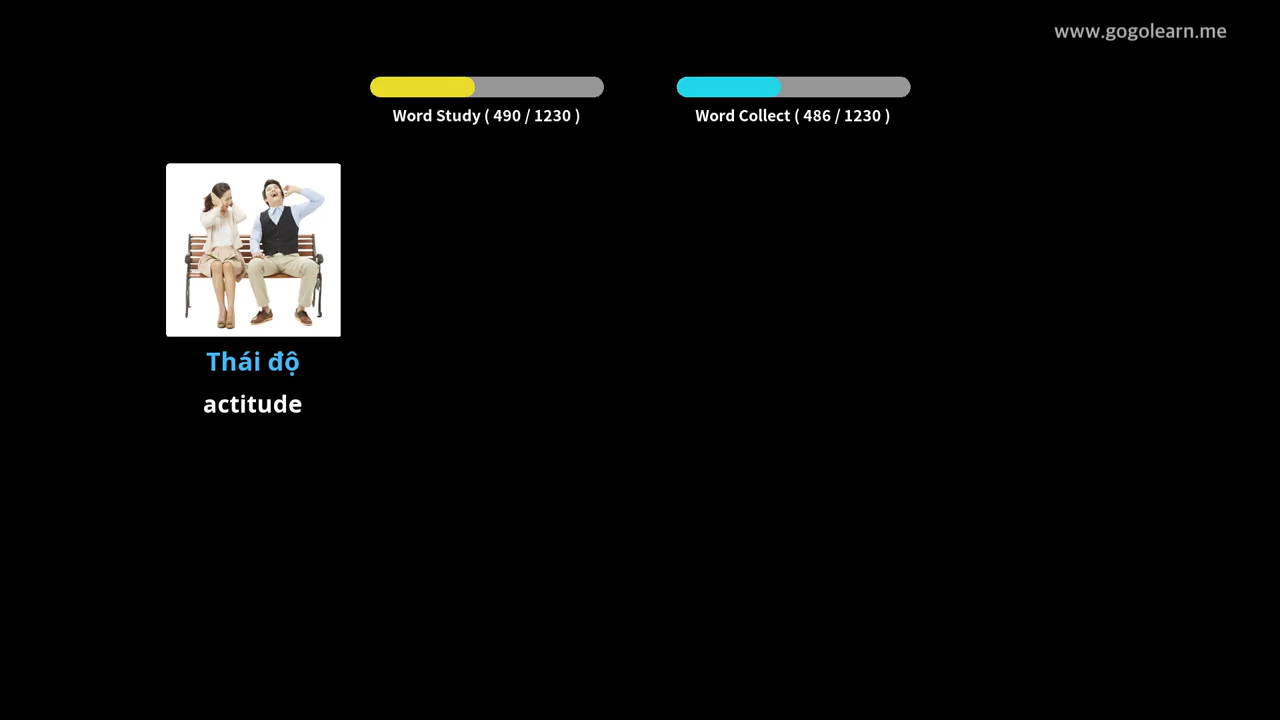 www.gogolearn.me
Word Study ( 490 / 1230 )
Word Collect ( 486 / 1230 )
Thái độ
actitude